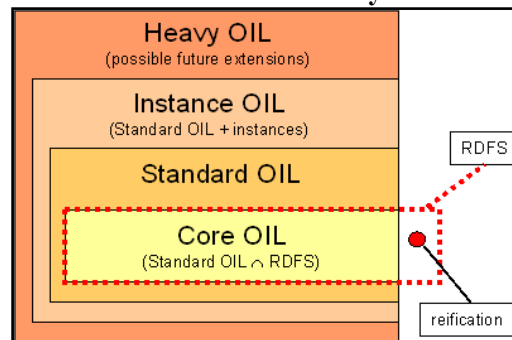 Heavy OIL
(possible future extensions)
Instance OIL
(Standard OIL + instances)
Standard OIL
RDFS
Core OIL
(Standard OIL ∩ RDFS)
reification